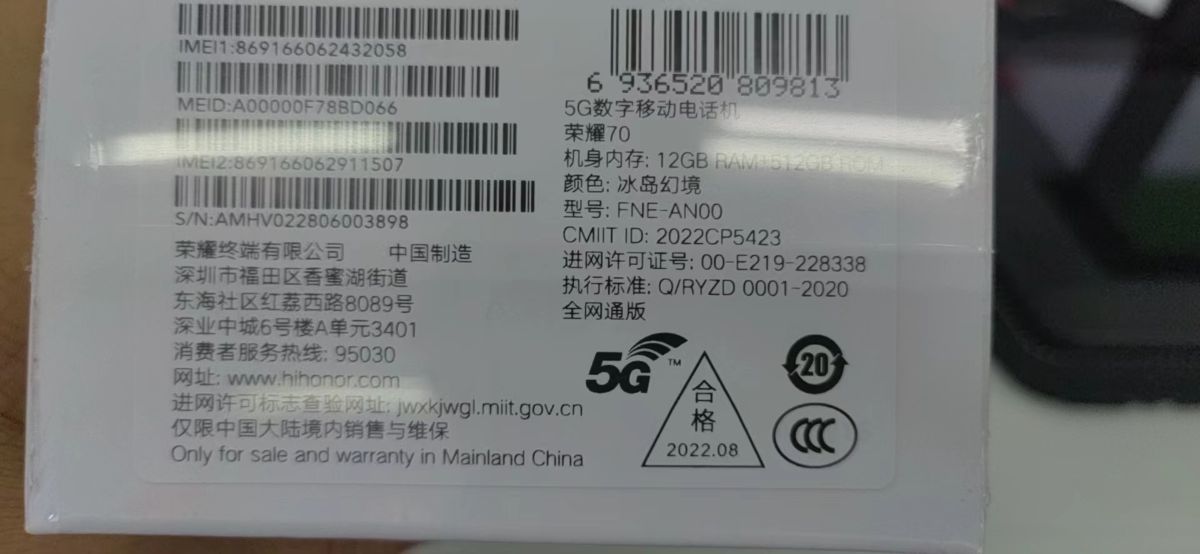 IMEI1:869166062432058
MEID:A00000F78BD066
IMEI2:869166062911507
S/N:AMHV022806003898
荣耀终端有限公司 中国制造
深圳市福田区香蜜湖街道
东海社区红荔西路8089号
深业中城6号楼A单元3401
消费者服务热线: 95030
网址: www.hihonor.com
进网许可标志查验网址: jwxkjwgl.miit.gov.cn
仅限中国大陆境内销售与维保
Only for sale and warranty in Mainland China
6 936520 809813
5G数字移动电话机
荣耀70
机身内存: 12GB RAM+512GB ROM
颜色: 冰岛幻境
型号: FNE-AN00
CMIIT ID: 2022CP5423
进网许可证号: 00-E219-228338
执行标准: Q/RYZD 0001-2020
全网通版
5G™
合
格
2022.08
20
CCC